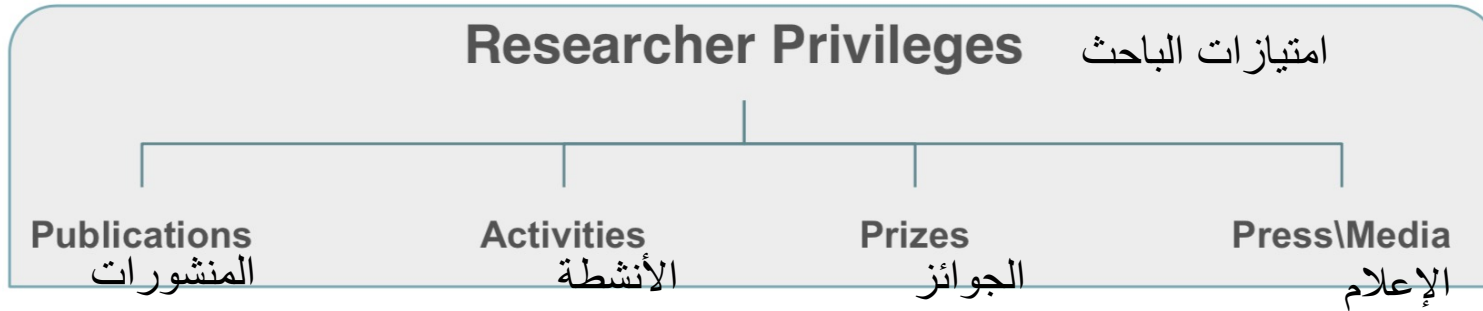 Researcher Privileges امتيازات الباحث
Publications Activities Prizes Press\Media
المنشورات الأنشطة الجوائز الإعلام